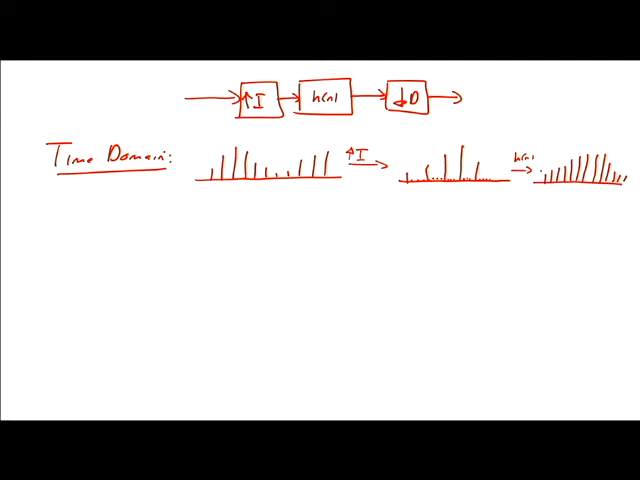 ↑I h(n) ↓D
Time Domain: ↑I h(n)